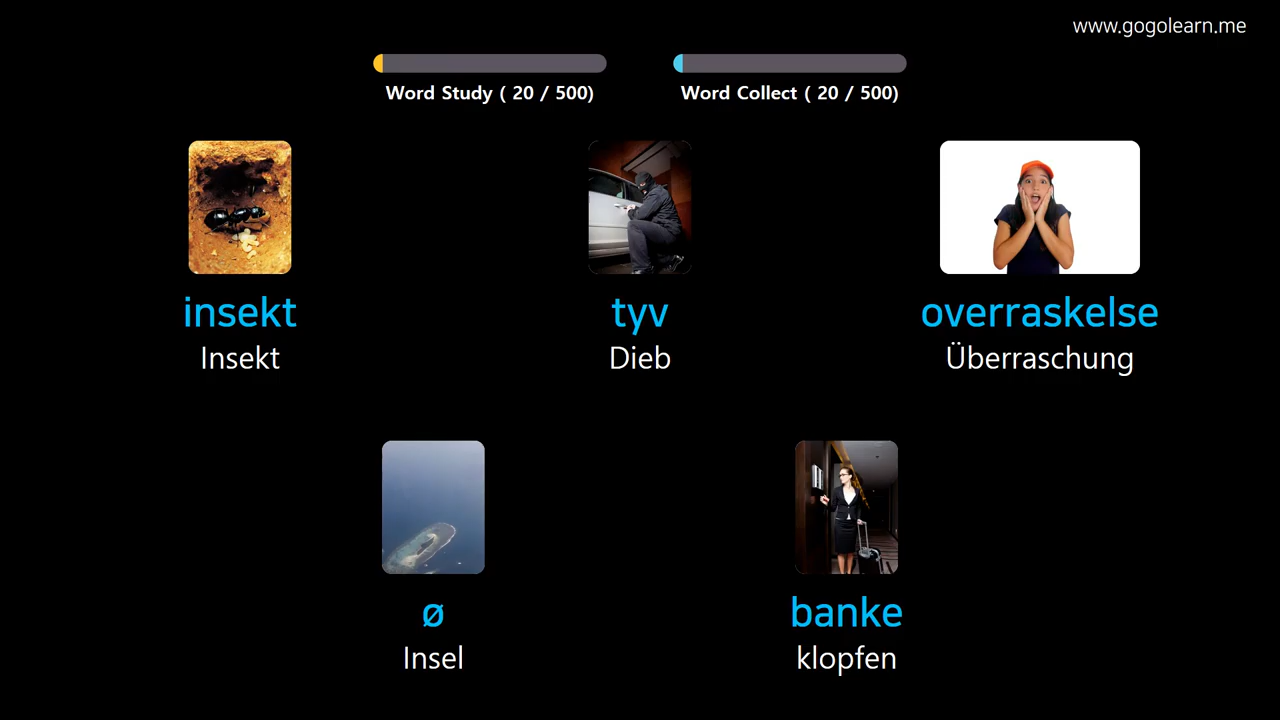 www.gogolearn.me
Word Study ( 20 / 500)
Word Collect ( 20 / 500)
insekt
Insekt
tyv
Dieb
overraskelse
Überraschung
ø
Insel
banke
klopfen